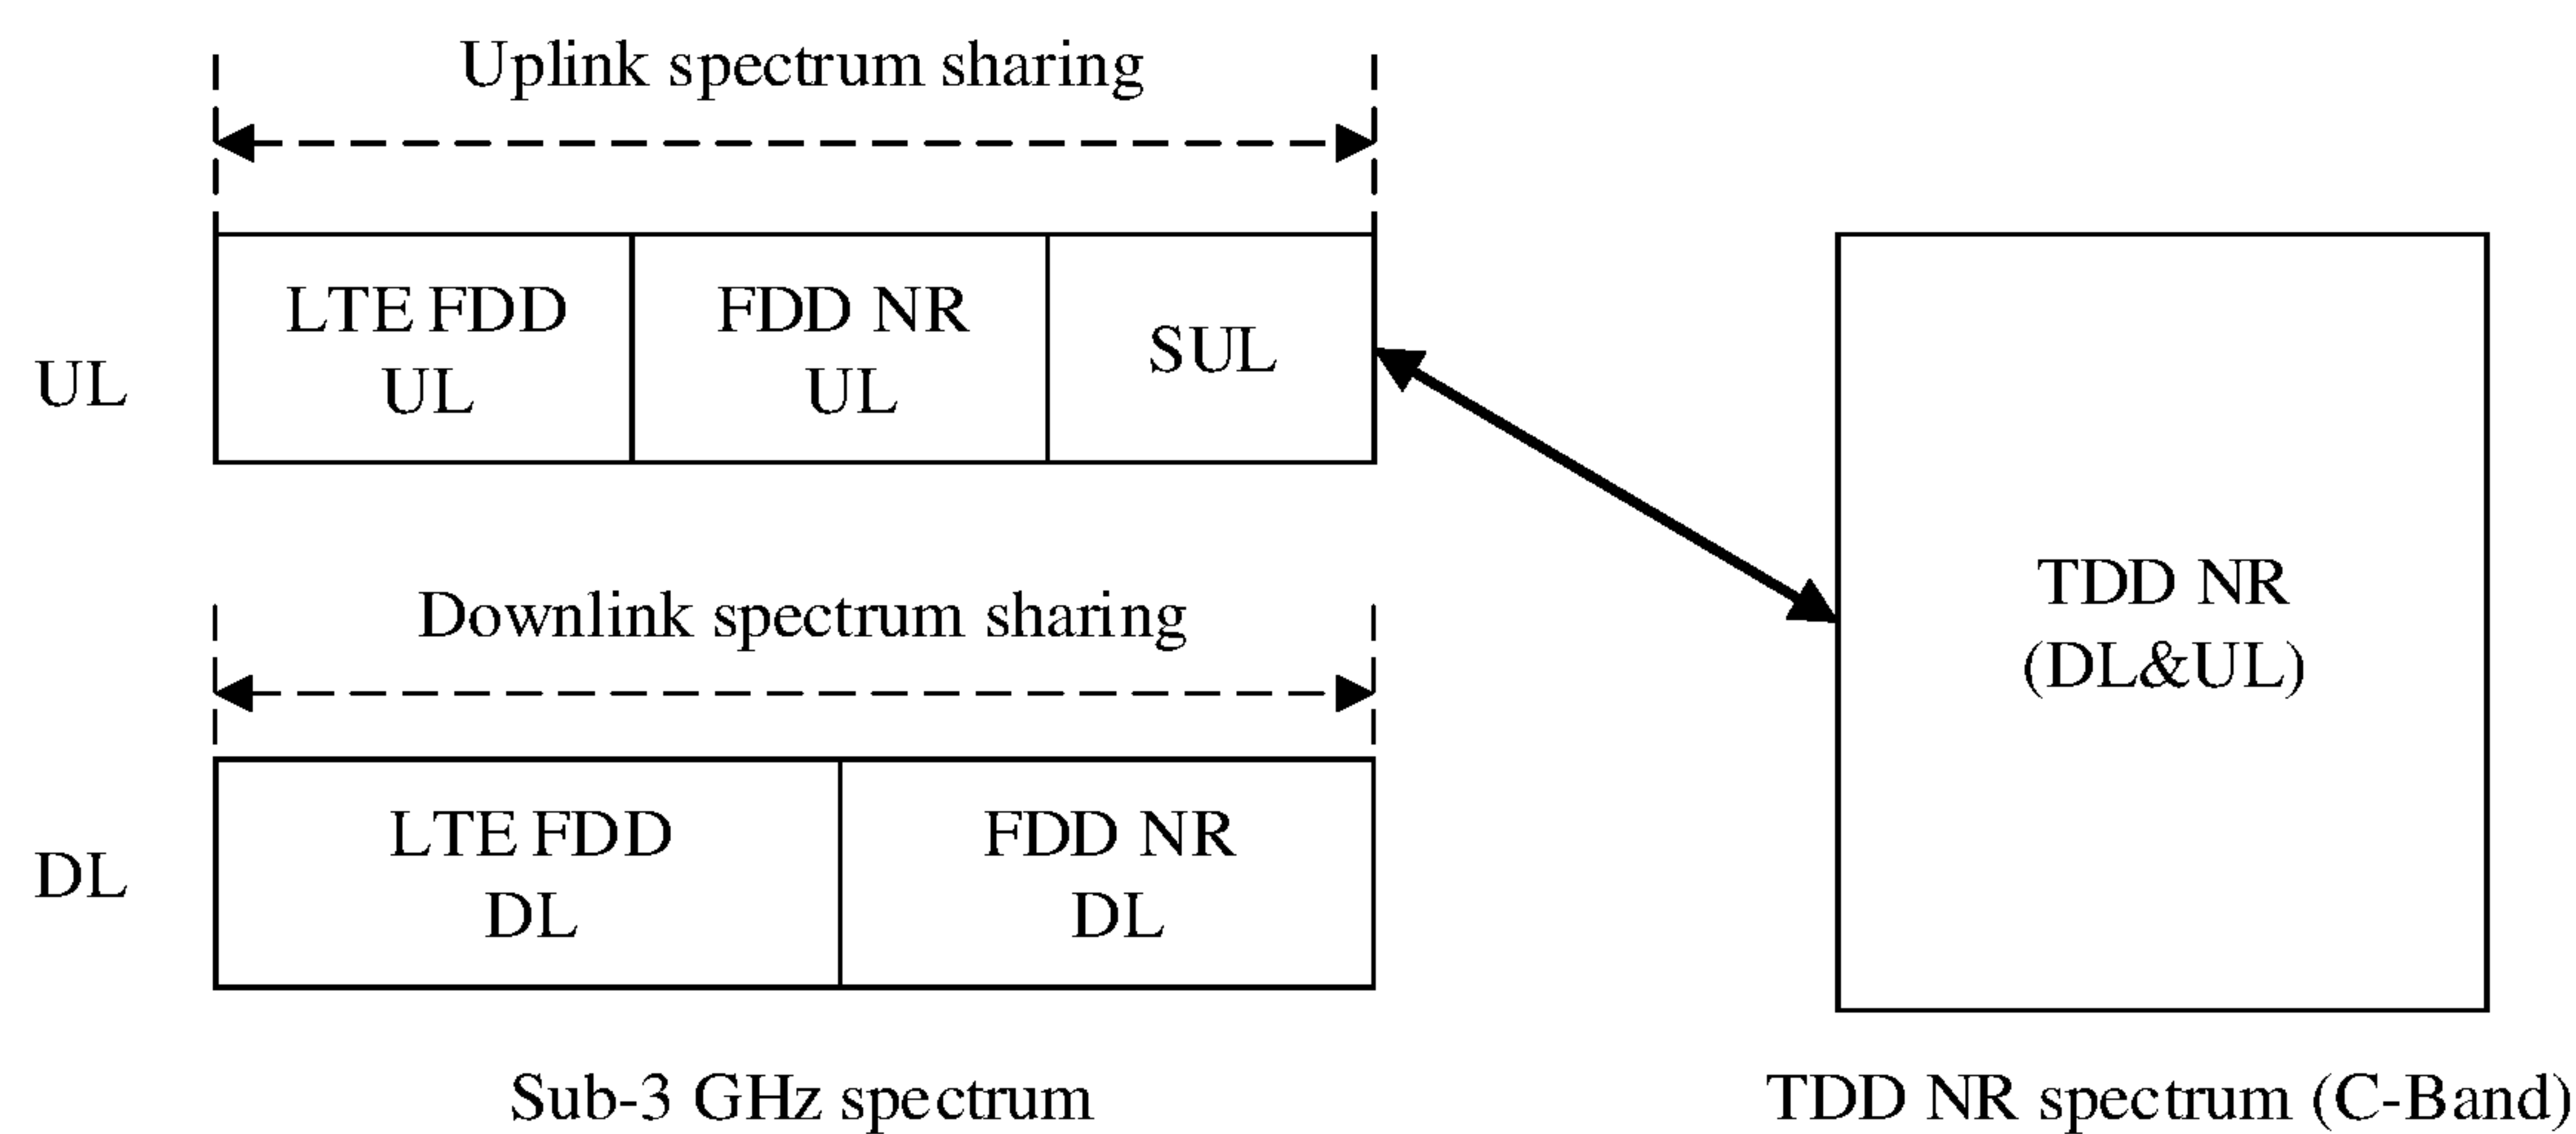 Uplink spectrum sharing
UL
LTE FDD
UL
FDD NR
UL
SUL
Downlink spectrum sharing
DL
LTE FDD
DL
FDD NR
DL
Sub-3 GHz spectrum
TDD NR
(DL&UL)
TDD NR spectrum (C-Band)